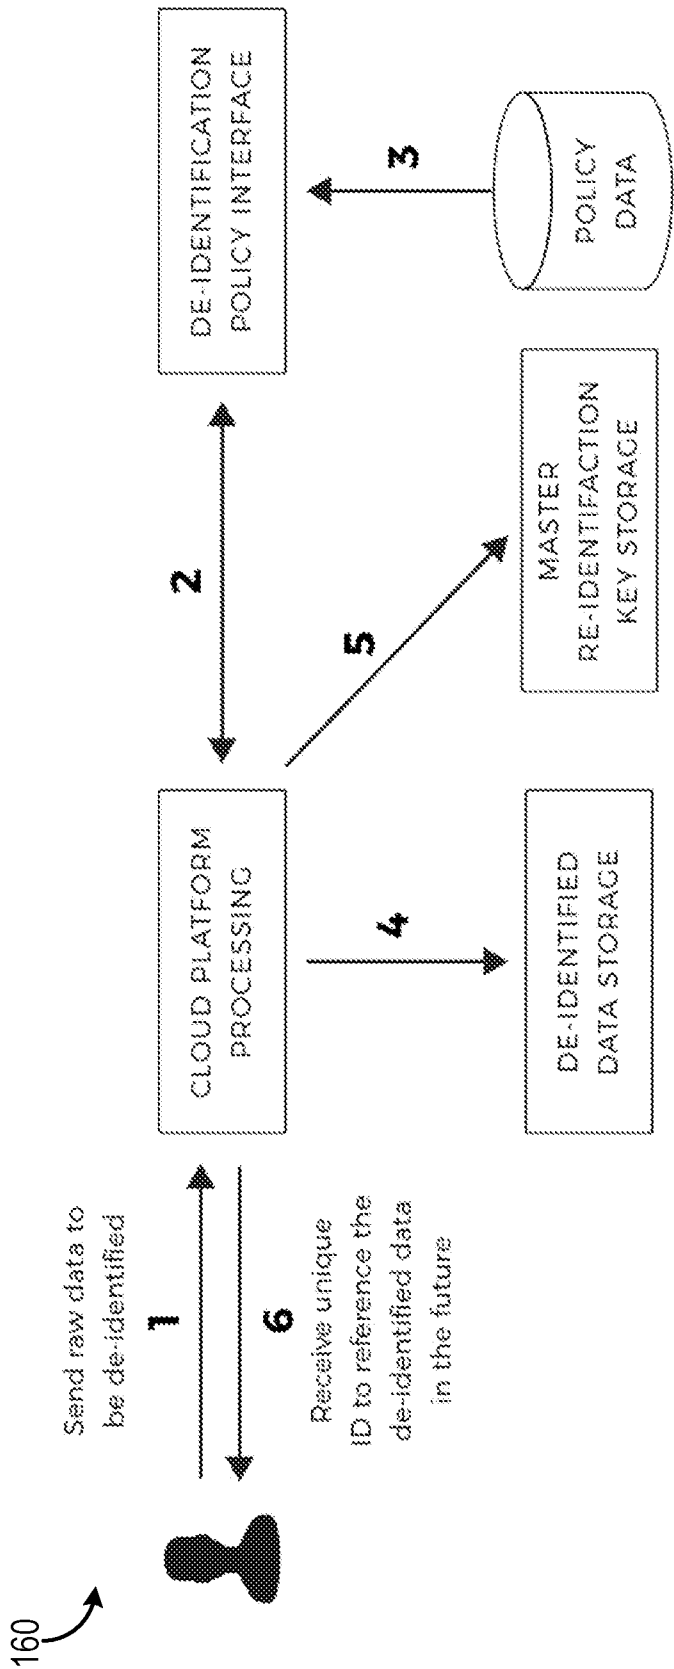 160
Send raw data to
be de-identified
1
6
Receive unique
ID to reference the
de-identified data
in the future
CLOUD PLATFORM
PROCESSING
2
DE-IDENTIFICATION
POLICY INTERFACE
3
POLICY
DATA
4
DE-IDENTIFIED
DATA STORAGE
5
MASTER
RE-IDENTIFACTION
KEY STORAGE